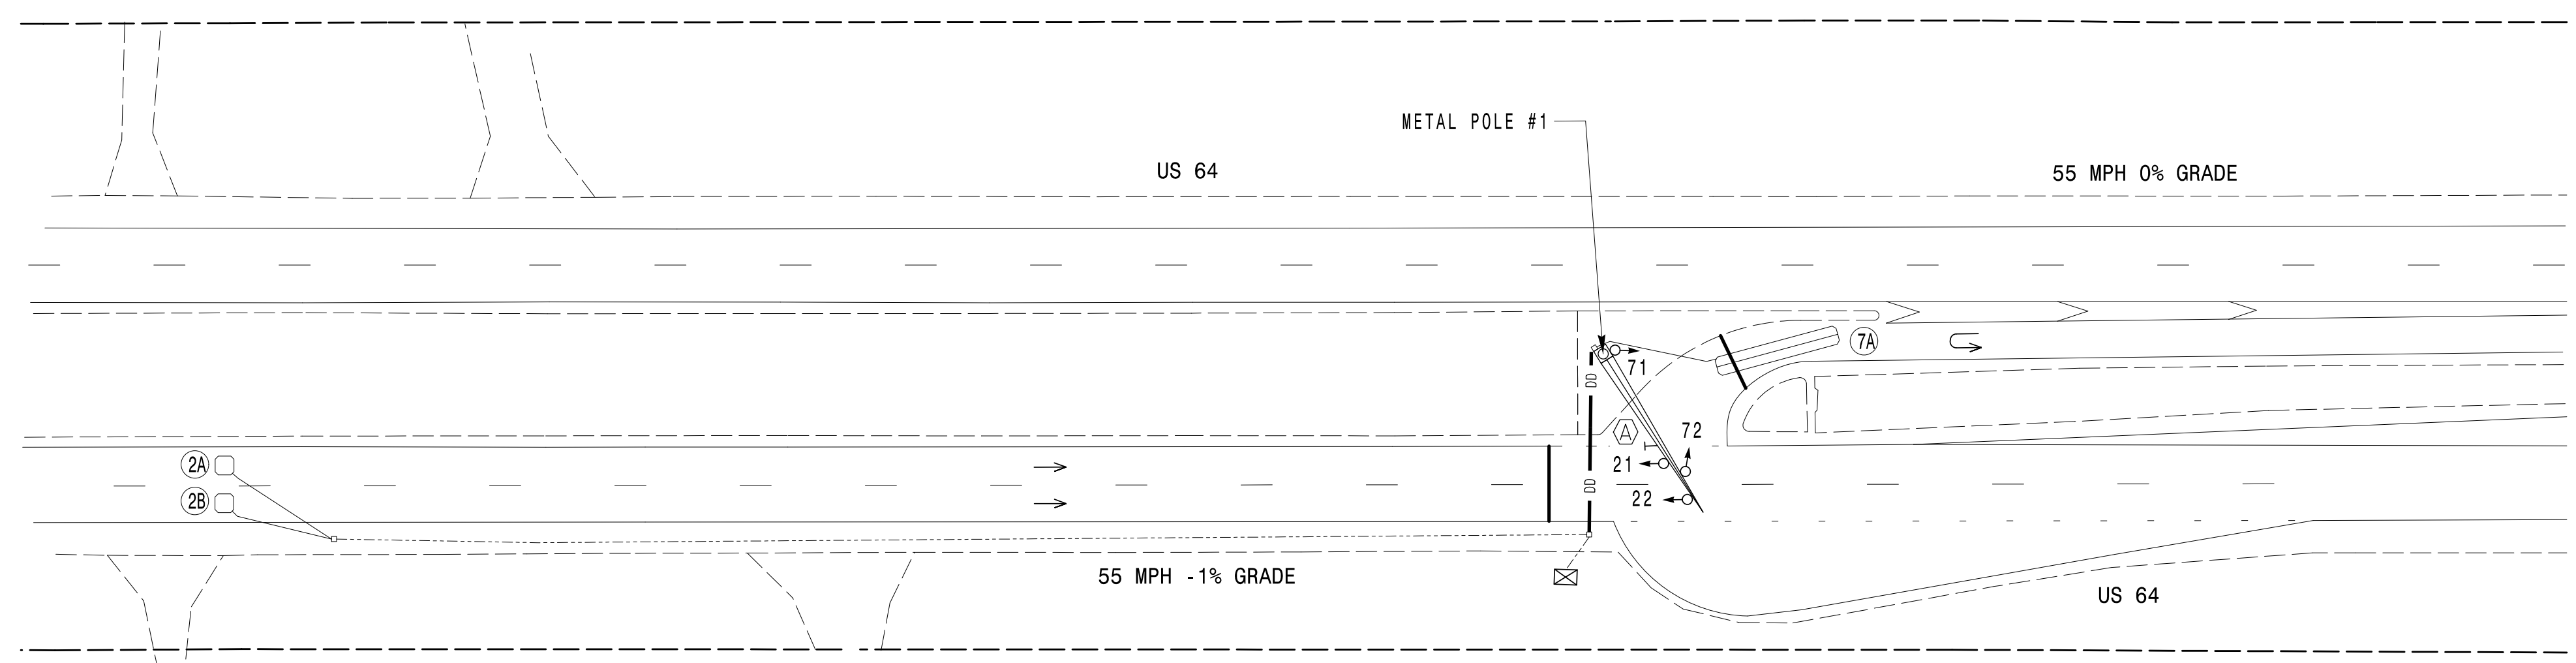 METAL POLE #1
US 64
55 MPH 0% GRADE
7A
71
DD
A
72
2A
21
2B
DD
22
55 MPH -1% GRADE
US 64